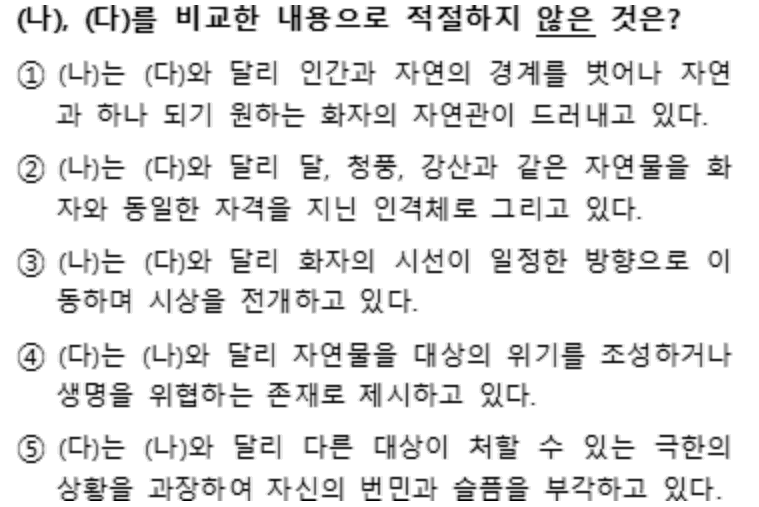 (나), (다)를 비교한 내용으로 적절하지 않은 것은?
① (나)는 (다)와 달리 인간과 자연의 경계를 벗어나 자연
과 하나 되기 원하는 화자의 자연관이 드러내고 있다.
② (나)는 (다)와 달리 달, 청풍, 강산과 같은 자연물을 화
자와 동일한 자격을 지닌 인격체로 그리고 있다.
③ (나)는 (다)와 달리 화자의 시선이 일정한 방향으로 이
동하며 시상을 전개하고 있다.
④ (다)는 (나)와 달리 자연물을 대상의 위기를 조성하거나
생명을 위협하는 존재로 제시하고 있다.
⑤ (다)는 (나)와 달리 다른 대상이 처할 수 있는 극한의
상황을 과장하여 자신의 번민과 슬픔을 부각하고 있다.